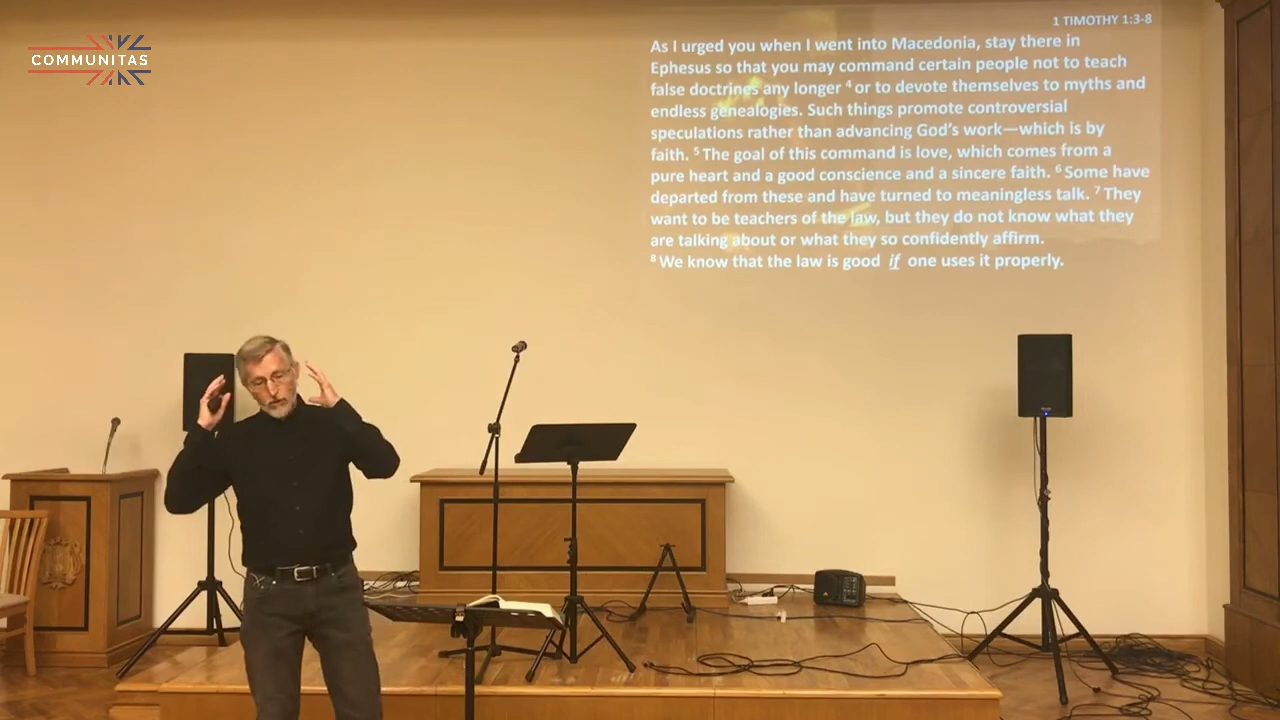 COMMUNITAS
1 TIMOTHY 1:3-8
As I urged you when I went into Macedonia, stay there in
Ephesus so that you may command certain people not to teach
false doctrines any longer ⁴ or to devote themselves to myths and
endless genealogies. Such things promote controversial
speculations rather than advancing God’s work—which is by
faith. ⁵ The goal of this command is love, which comes from a
pure heart and a good conscience and a sincere faith. ⁶ Some have
departed from these and have turned to meaningless talk. ⁷ They
want to be teachers of the law, but they do not know what they
are talking about or what they so confidently affirm.
⁸ We know that the law is good if one uses it properly.